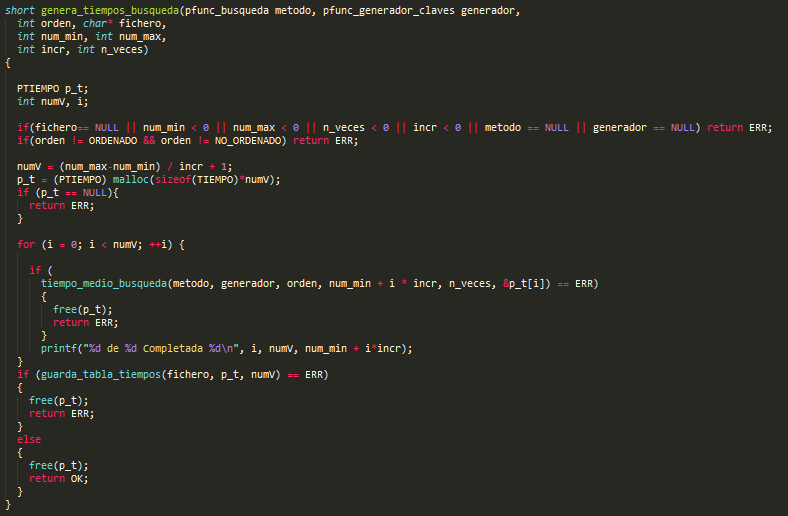 short genera_tiempos_busqueda(pfunc_busqueda metodo, pfunc_generador_claves generador,
  int orden, char* fichero,
  int num_min, int num_max,
  int incr, int n_veces)
{

  PTIEMPO p_t;
  int numV, i;

  if(fichero== NULL || num_min < 0 || num_max < 0 || n_veces < 0 || incr < 0 || metodo == NULL || generador == NULL) return ERR;
  if(orden != ORDENADO && orden != NO_ORDENADO) return ERR;

  numV = (num_max-num_min) / incr + 1;
  p_t = (PTIEMPO) malloc(sizeof(TIEMPO)*numV);
  if (p_t == NULL){
    return ERR;
  }

  for (i = 0; i < numV; ++i) {

    if (
      tiempo_medio_busqueda(metodo, generador, orden, num_min + i * incr, n_veces, &p_t[i]) == ERR)
      {
        free(p_t);
        return ERR;
      }
      printf("%d de %d Completada %d\n", i, numV, num_min + i*incr);
  }
  if (guarda_tabla_tiempos(fichero, p_t, numV) == ERR)
  {
    free(p_t);
    return ERR;
  }
  else
  {
    free(p_t);
    return OK;
  }
}